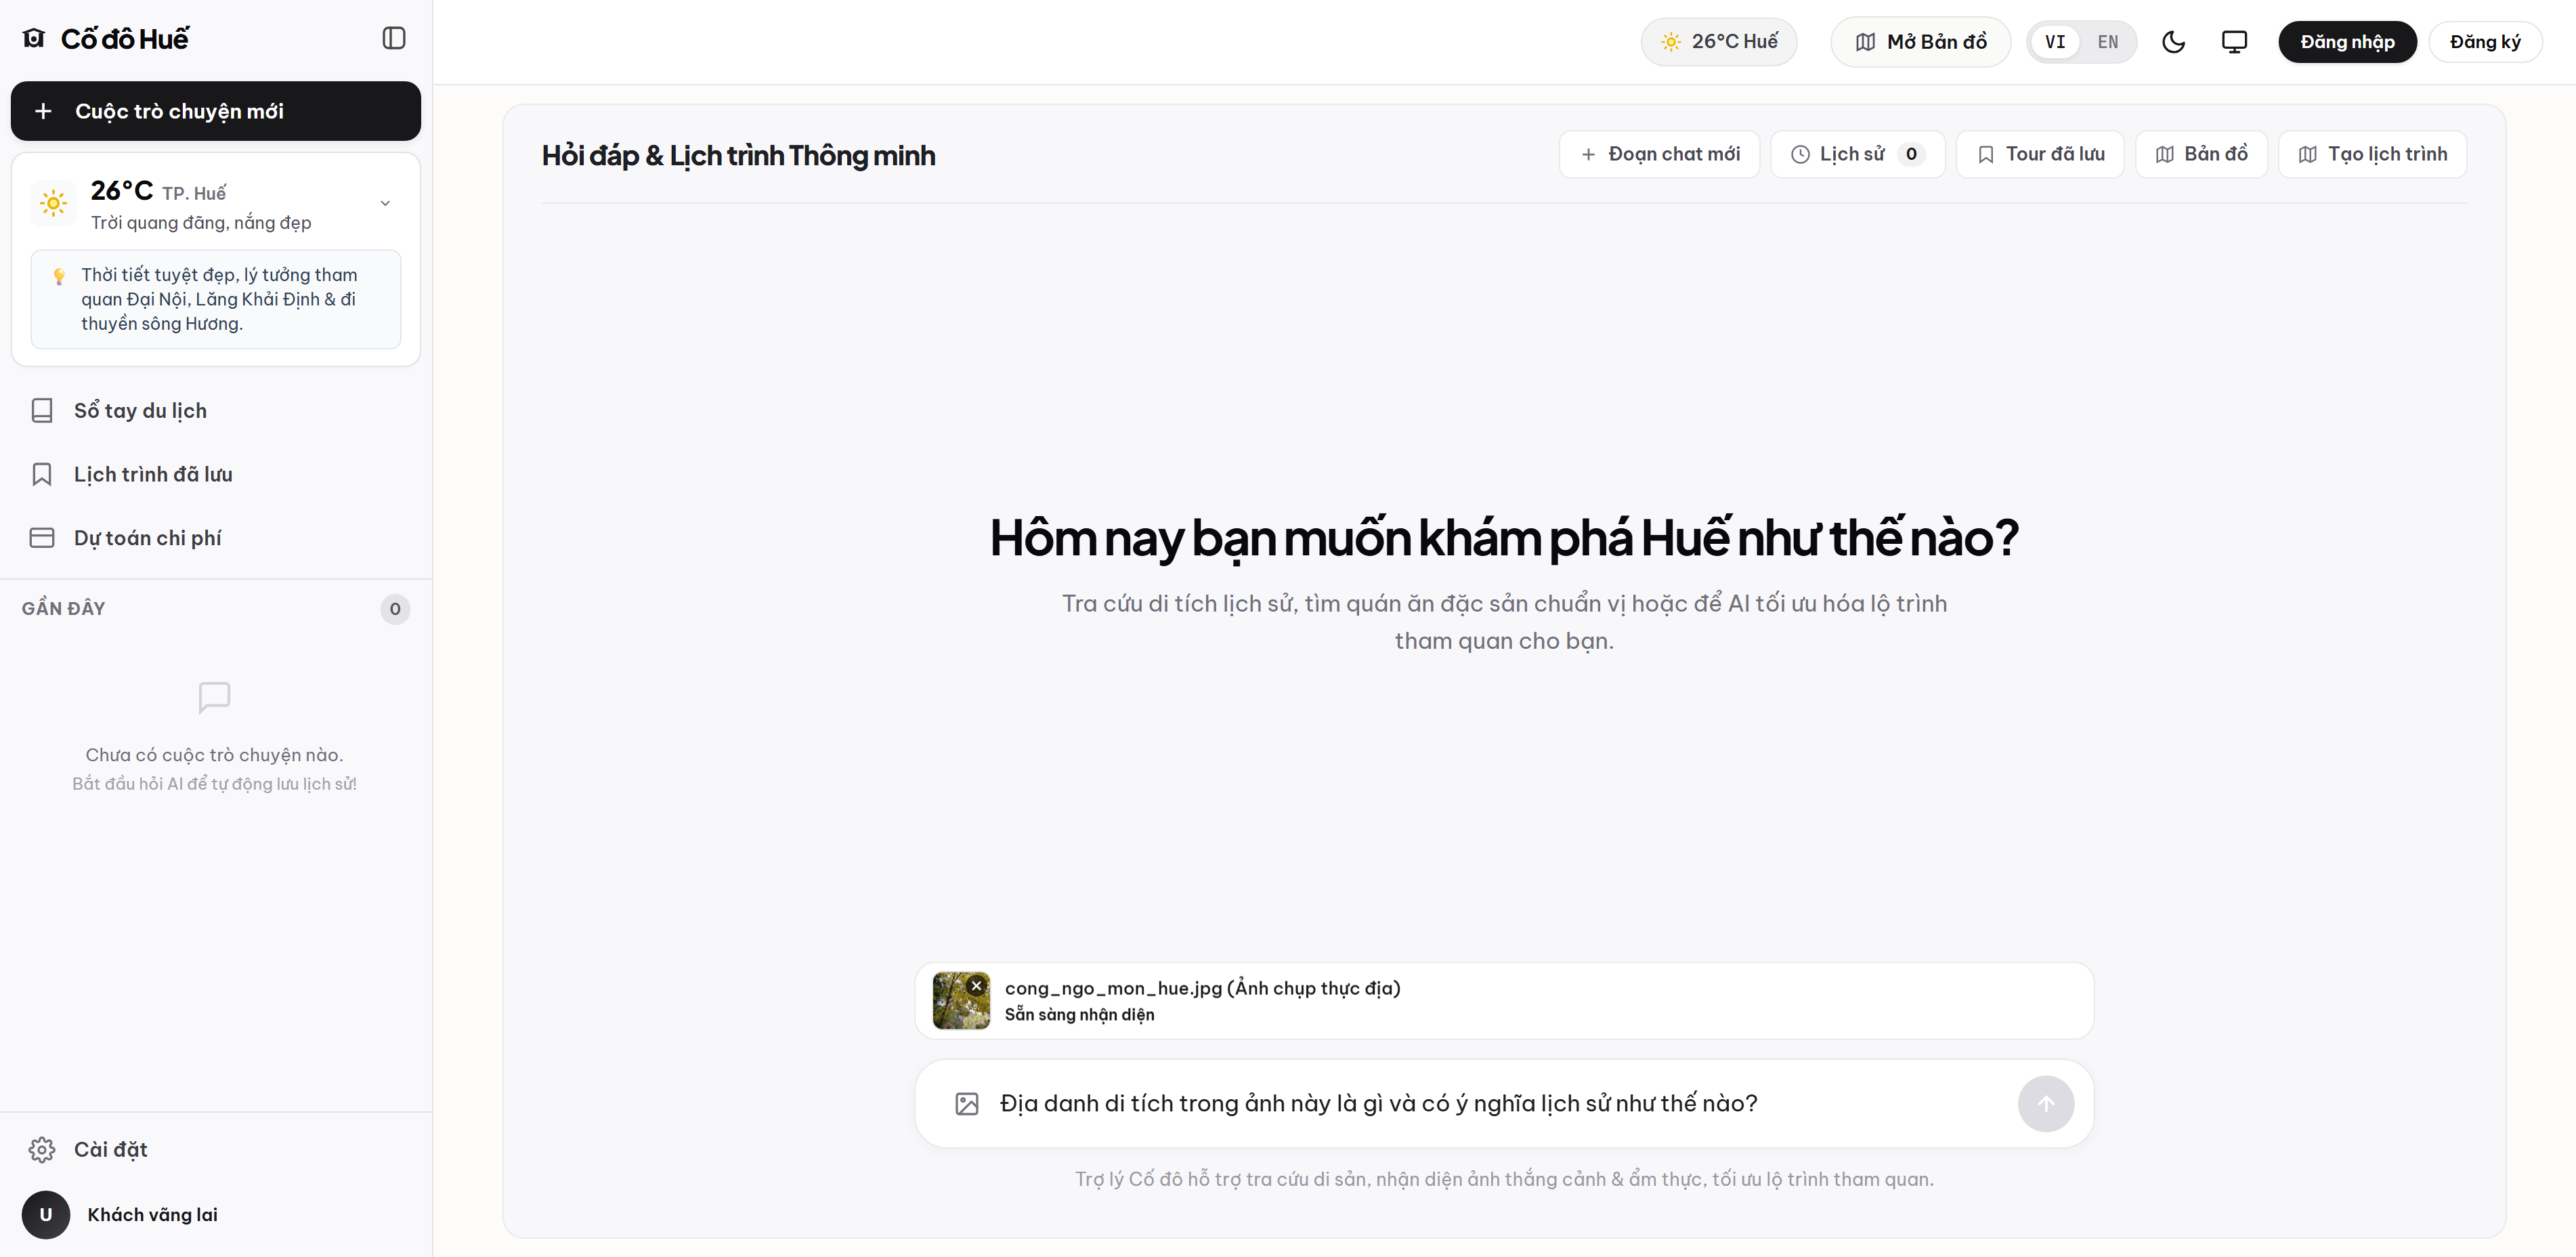 Cố đô Huế
Cuộc trò chuyện mới
26°C TP. Huế
Trời quang đãng, nắng đẹp
Thời tiết tuyệt đẹp, lý tưởng tham
quan Đại Nội, Lăng Khải Định & đi
thuyền sông Hương.
Sổ tay du lịch
Lịch trình đã lưu
Dự toán chi phí
GẦN ĐÂY 0
Chưa có cuộc trò chuyện nào.
Bắt đầu hỏi AI để tự động lưu lịch sử!
Cài đặt
U Khách vãng lai
26°C Huế Mở Bản đồ VI EN Đăng nhập Đăng ký
Hỏi đáp & Lịch trình Thông minh
Đoạn chat mới Lịch sử 0 Tour đã lưu Bản đồ Tạo lịch trình
Hôm nay bạn muốn khám phá Huế như thế nào?
Tra cứu di tích lịch sử, tìm quán ăn đặc sản chuẩn vị hoặc để AI tối ưu hóa lộ trình
tham quan cho bạn.
cong_ngo_mon_hue.jpg (Ảnh chụp thực địa)
Sẵn sàng nhận diện
Địa danh di tích trong ảnh này là gì và có ý nghĩa lịch sử như thế nào?
Trợ lý Cố đô hỗ trợ tra cứu di sản, nhận diện ảnh thắng cảnh & ẩm thực, tối ưu lộ trình tham quan.